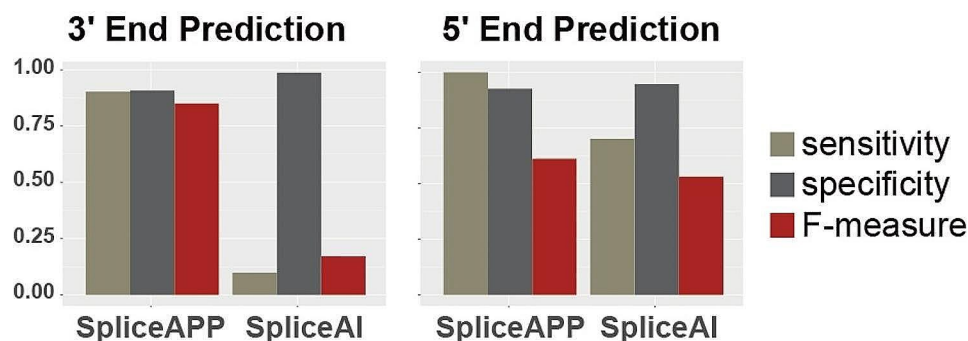 3' End Prediction
5' End Prediction
1.00
0.75
0.50
0.25
0.00
SpliceAPP SpliceAI
SpliceAPP SpliceAI
sensitivity
specificity
F-measure